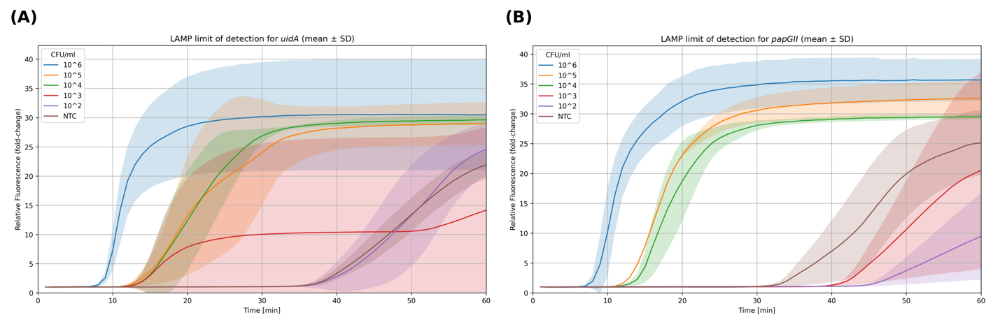 (A)
LAMP limit of detection for uidA (mean ± SD)
CFU/ml
10^6
10^5
10^4
10^3
10^2
NTC
Relative Fluorescence (fold-change)
40
35
30
25
20
15
10
5
0
0 10 20 30 40 50 60
Time [min]
(B)
LAMP limit of detection for papGII (mean ± SD)
CFU/ml
10^6
10^5
10^4
10^3
10^2
NTC
Relative Fluorescence (fold-change)
40
35
30
25
20
15
10
5
0
0 10 20 30 40 50 60
Time [min]